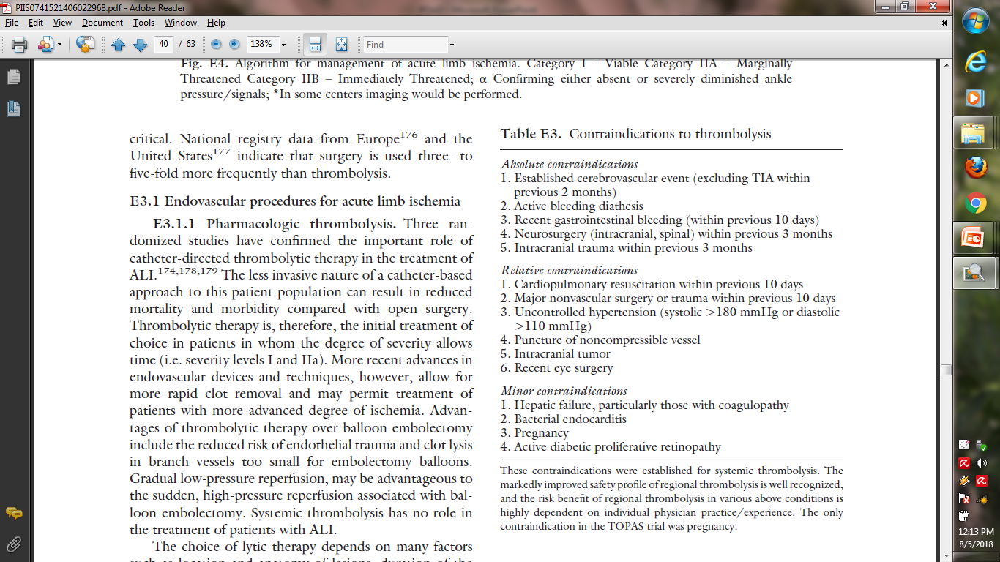 PIIS0741521406022968.pdf - Adobe Reader
File Edit View Document Tools Window Help
40 / 63 138% Find
Fig. E4. Algorithm for management of acute limb ischemia. Category I – Viable Category IIA – Marginally
Threatened Category IIB – Immediately Threatened; α Confirming either absent or severely diminished ankle
pressure/signals; *In some centers imaging would be performed.
critical. National registry data from Europe176 and the
United States177 indicate that surgery is used three- to
five-fold more frequently than thrombolysis.
E3.1 Endovascular procedures for acute limb ischemia
E3.1.1 Pharmacologic thrombolysis. Three ran-
domized studies have confirmed the important role of
catheter-directed thrombolytic therapy in the treatment of
ALI.174,178,179 The less invasive nature of a catheter-based
approach to this patient population can result in reduced
mortality and morbidity compared with open surgery.
Thrombolytic therapy is, therefore, the initial treatment of
choice in patients in whom the degree of severity allows
time (i.e. severity levels I and IIa). More recent advances in
endovascular devices and techniques, however, allow for
more rapid clot removal and may permit treatment of
patients with more advanced degree of ischemia. Advan-
tages of thrombolytic therapy over balloon embolectomy
include the reduced risk of endothelial trauma and clot lysis
in branch vessels too small for embolectomy balloons.
Gradual low-pressure reperfusion, may be advantageous to
the sudden, high-pressure reperfusion associated with bal-
loon embolectomy. Systemic thrombolysis has no role in
the treatment of patients with ALI.
The choice of lytic therapy depends on many factors
such as location and anatomy of lesions, duration of the
Table E3. Contraindications to thrombolysis
Absolute contraindications
1. Established cerebrovascular event (excluding TIA within
previous 2 months)
2. Active bleeding diathesis
3. Recent gastrointestinal bleeding (within previous 10 days)
4. Neurosurgery (intracranial, spinal) within previous 3 months
5. Intracranial trauma within previous 3 months
Relative contraindications
1. Cardiopulmonary resuscitation within previous 10 days
2. Major nonvascular surgery or trauma within previous 10 days
3. Uncontrolled hypertension (systolic >180 mmHg or diastolic
>110 mmHg)
4. Puncture of noncompressible vessel
5. Intracranial tumor
6. Recent eye surgery
Minor contraindications
1. Hepatic failure, particularly those with coagulopathy
2. Bacterial endocarditis
3. Pregnancy
4. Active diabetic proliferative retinopathy
These contraindications were established for systemic thrombolysis. The
markedly improved safety profile of regional thrombolysis is well recognized,
and the risk benefit of regional thrombolysis in various above conditions is
highly dependent on individual physician practice/experience. The only
contraindication in the TOPAS trial was pregnancy.
12:13 PM
8/5/2018